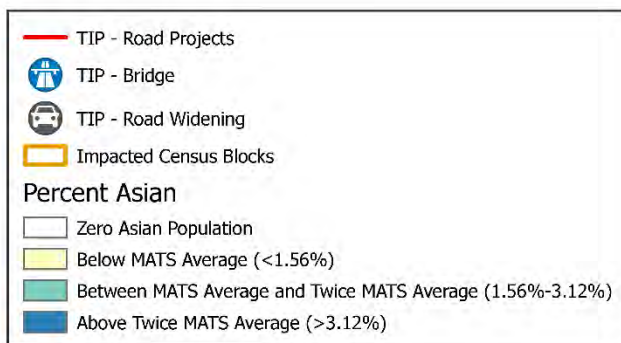 TIP - Road Projects
TIP - Bridge
TIP - Road Widening
Impacted Census Blocks
Percent Asian
Zero Asian Population
Below MATS Average (<1.56%)
Between MATS Average and Twice MATS Average (1.56%-3.12%)
Above Twice MATS Average (>3.12%)